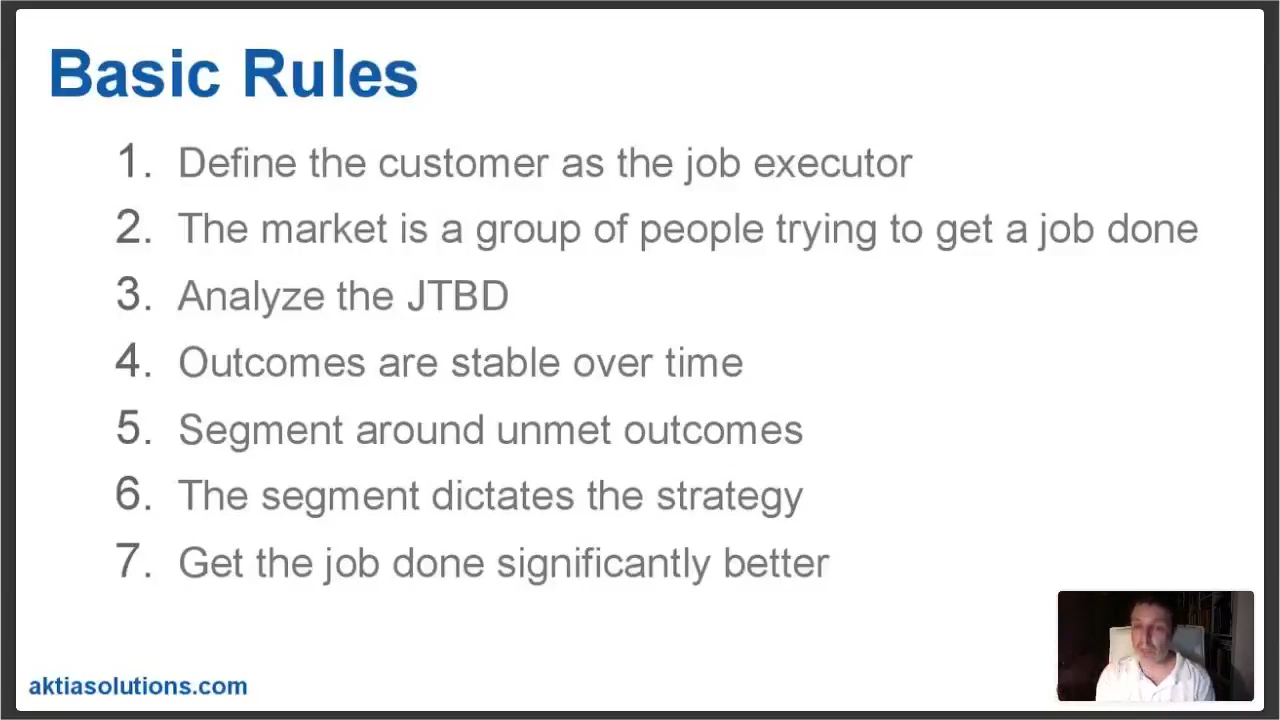 Basic Rules
1. Define the customer as the job executor
2. The market is a group of people trying to get a job done
3. Analyze the JTBD
4. Outcomes are stable over time
5. Segment around unmet outcomes
6. The segment dictates the strategy
7. Get the job done significantly better
aktiasolutions.com